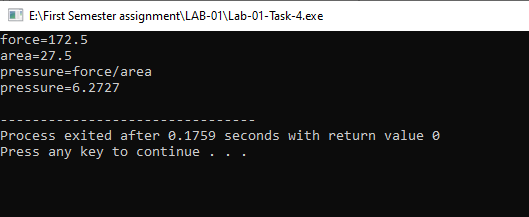 E:\First Semester assignment\LAB-01\Lab-01-Task-4.exe
force=172.5
area=27.5
pressure=force/area
pressure=6.2727
--------------------------------
Process exited after 0.1759 seconds with return value 0
Press any key to continue . . .